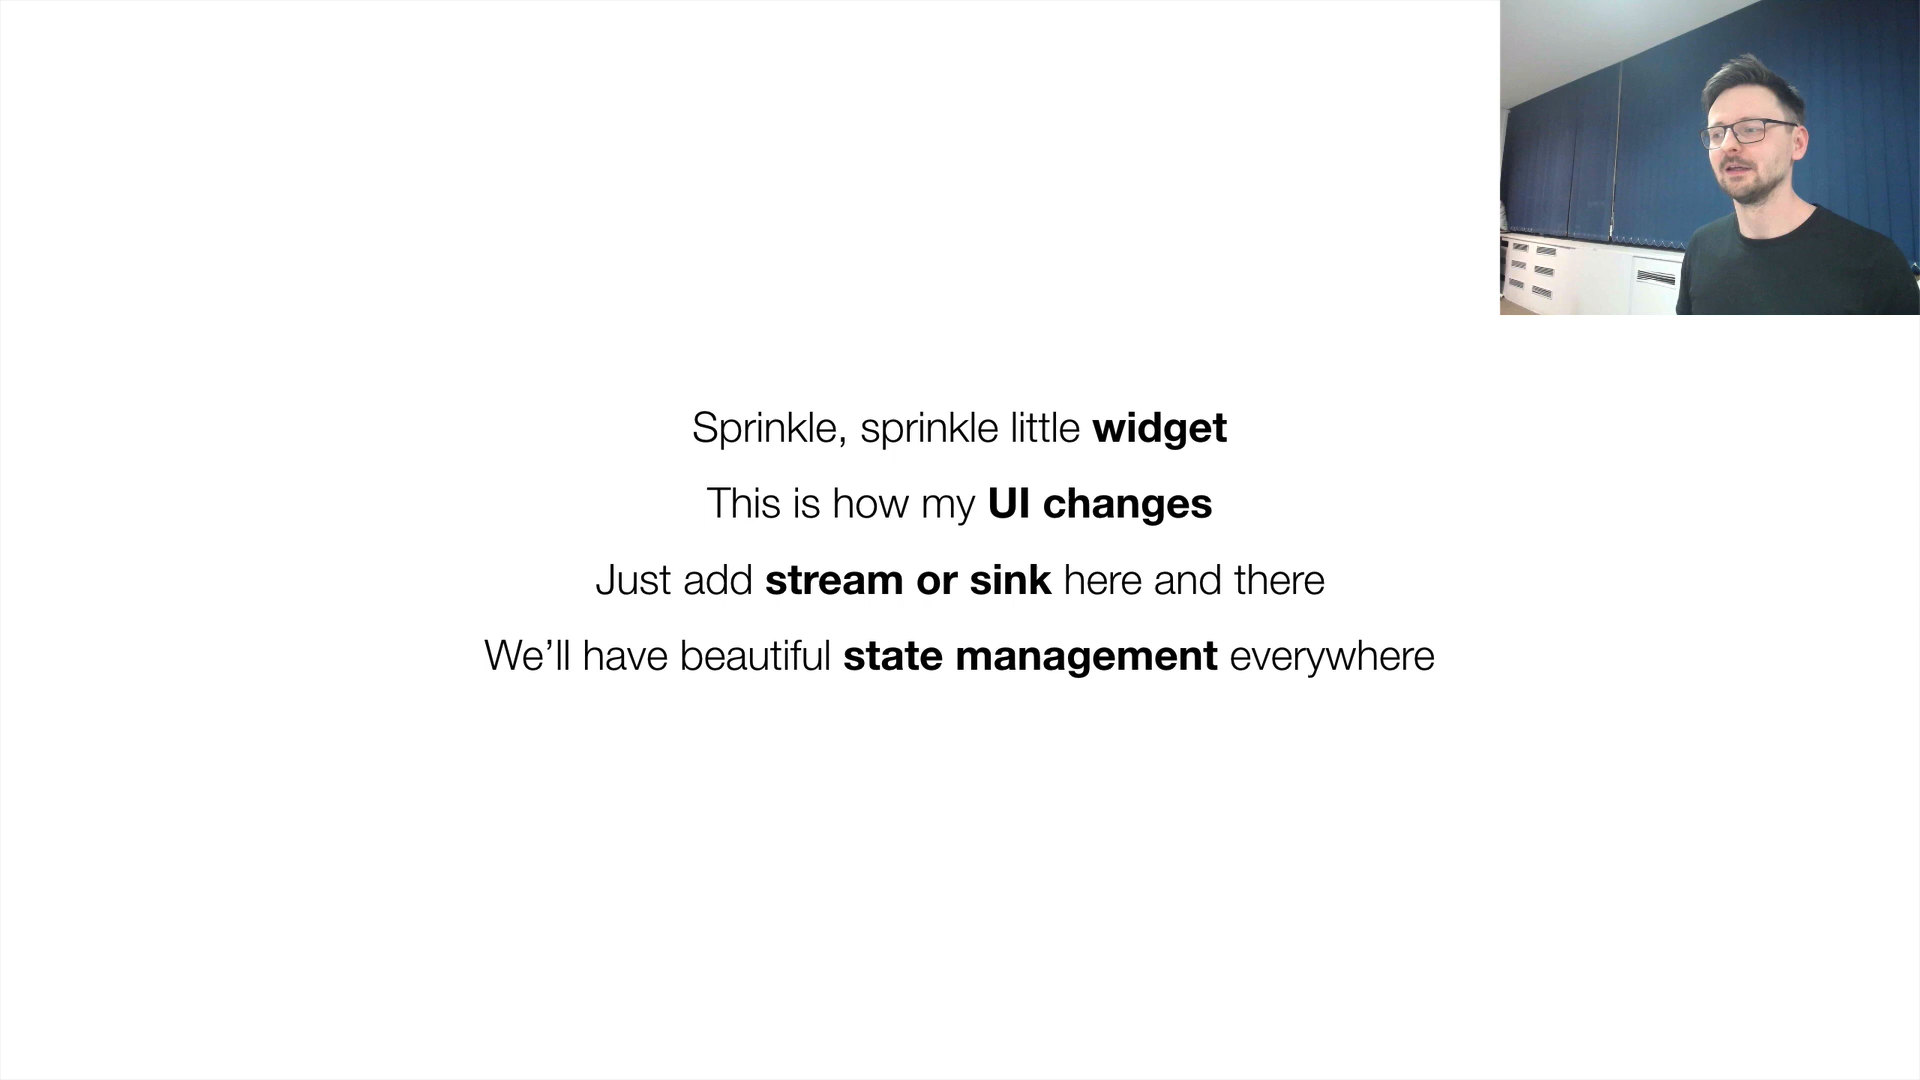 Sprinkle, sprinkle little widget
This is how my UI changes
Just add stream or sink here and there
We’ll have beautiful state management everywhere